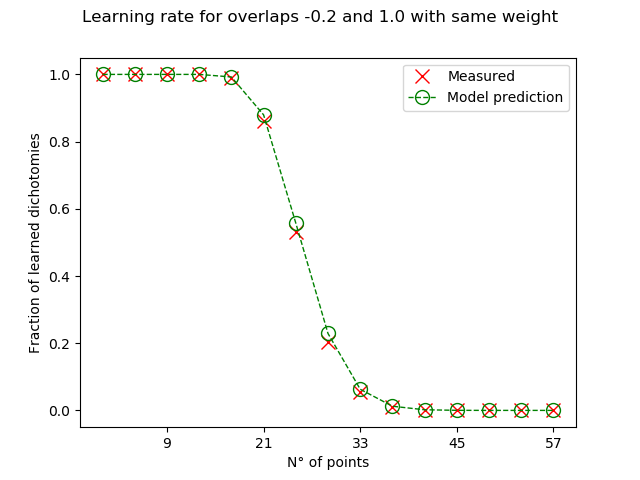 Learning rate for overlaps -0.2 and 1.0 with same weight
Measured
Model prediction
1.0
0.8
0.6
0.4
0.2
0.0
Fraction of learned dichotomies
9 21 33 45 57
N° of points